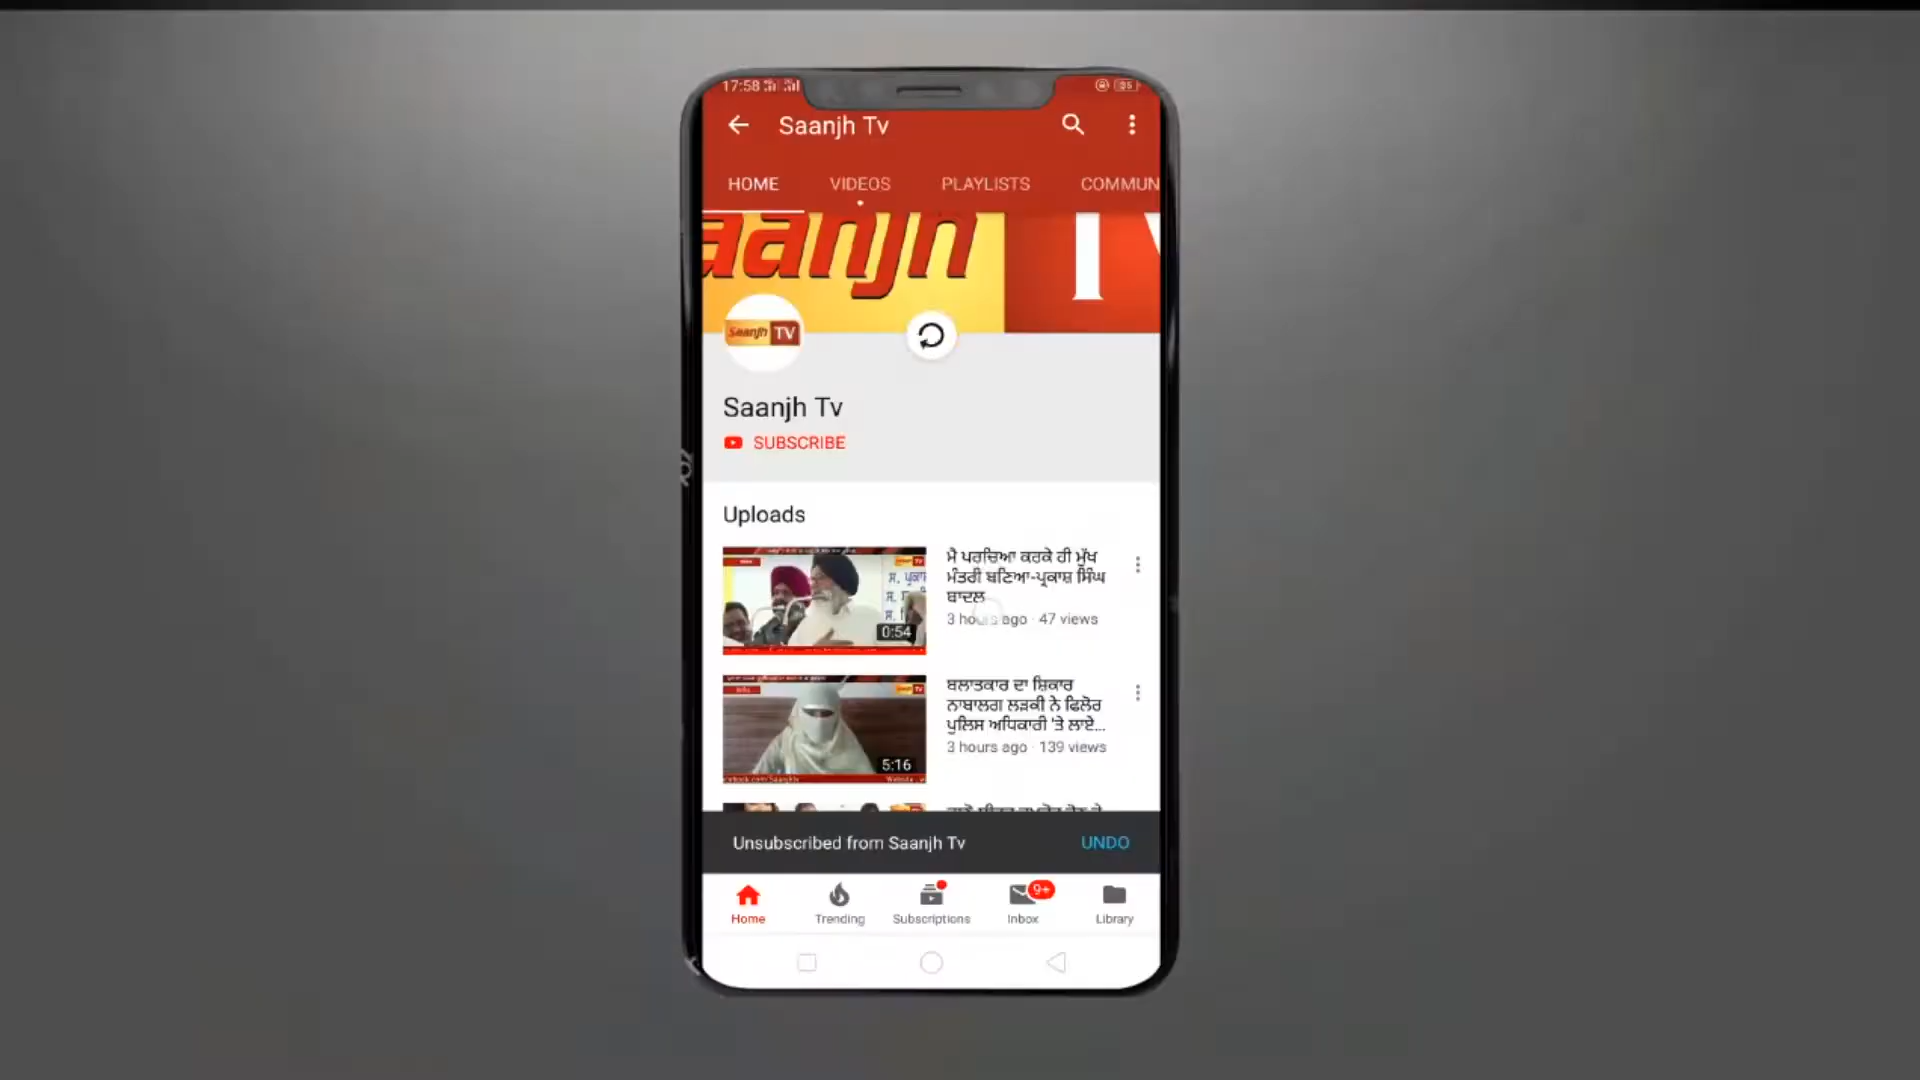 17:58
Saanjh Tv
HOME VIDEOS PLAYLISTS COMMUN
aanjh T
Saanjh TV
Saanjh Tv
SUBSCRIBE
Uploads
ਮੈ ਪਰਚਿਆ ਕਰਕੇ ਹੀ ਮੁੱਖ
ਮੰਤਰੀ ਬਣਿਆ-ਪ੍ਰਕਾਸ਼ ਸਿੰਘ
ਬਾਦਲ
3 hours ago · 47 views
0:54
ਬਲਾਤਕਾਰ ਦਾ ਸ਼ਿਕਾਰ
ਨਾਬਾਲਗ ਲੜਕੀ ਨੇ ਫਿਲੋਰ
ਪੁਲਿਸ ਅਧਿਕਾਰੀ 'ਤੇ ਲਾਏ...
3 hours ago · 139 views
5:16
Unsubscribed from Saanjh Tv UNDO
9+
Home Trending Subscriptions Inbox Library